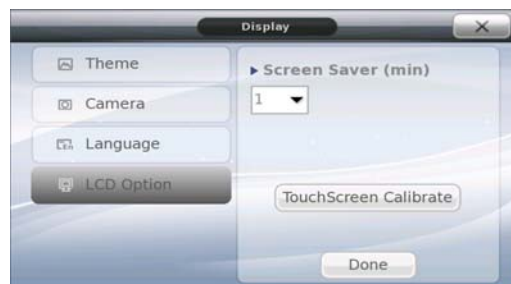 Display
Theme
Camera
Language
LCD Option
Screen Saver (min)
1
TouchScreen Calibrate
Done